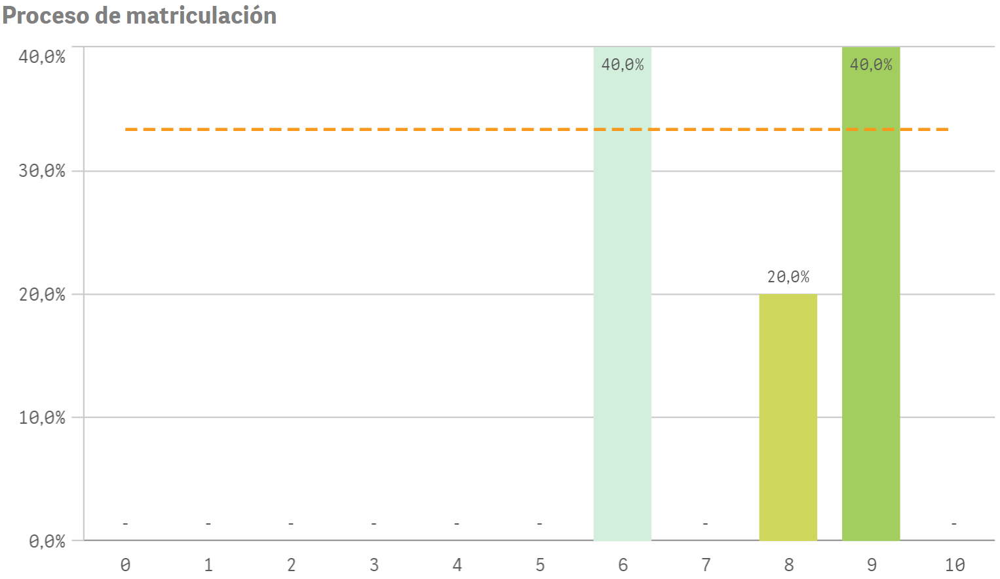 Proceso de matriculación
40,0%
30,0%
20,0%
10,0%
0,0%
40,0%
20,0%
40,0%
- - - - - - - -
0 1 2 3 4 5 6 7 8 9 10